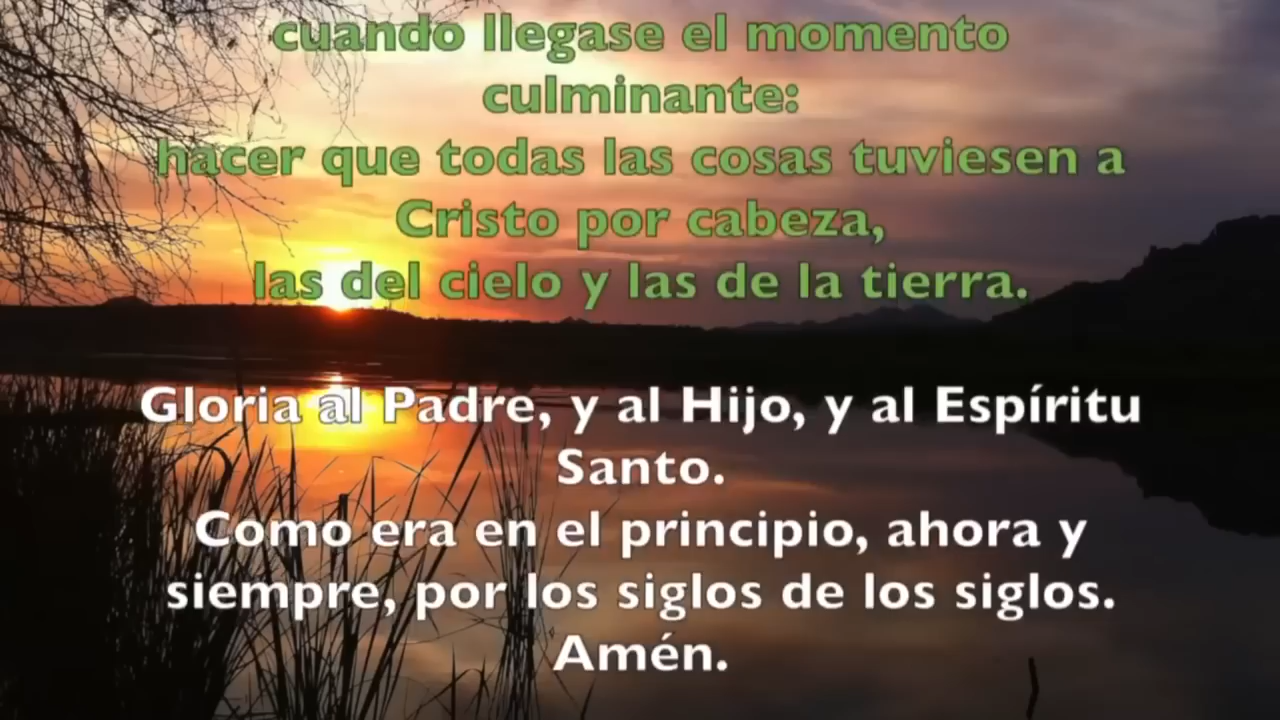 cuando llegase el momento
culminante:
hacer que todas las cosas tuviesen a
Cristo por cabeza,
las del cielo y las de la tierra.
Gloria al Padre, y al Hijo, y al Espíritu
Santo.
Como era en el principio, ahora y
siempre, por los siglos de los siglos.
Amén.